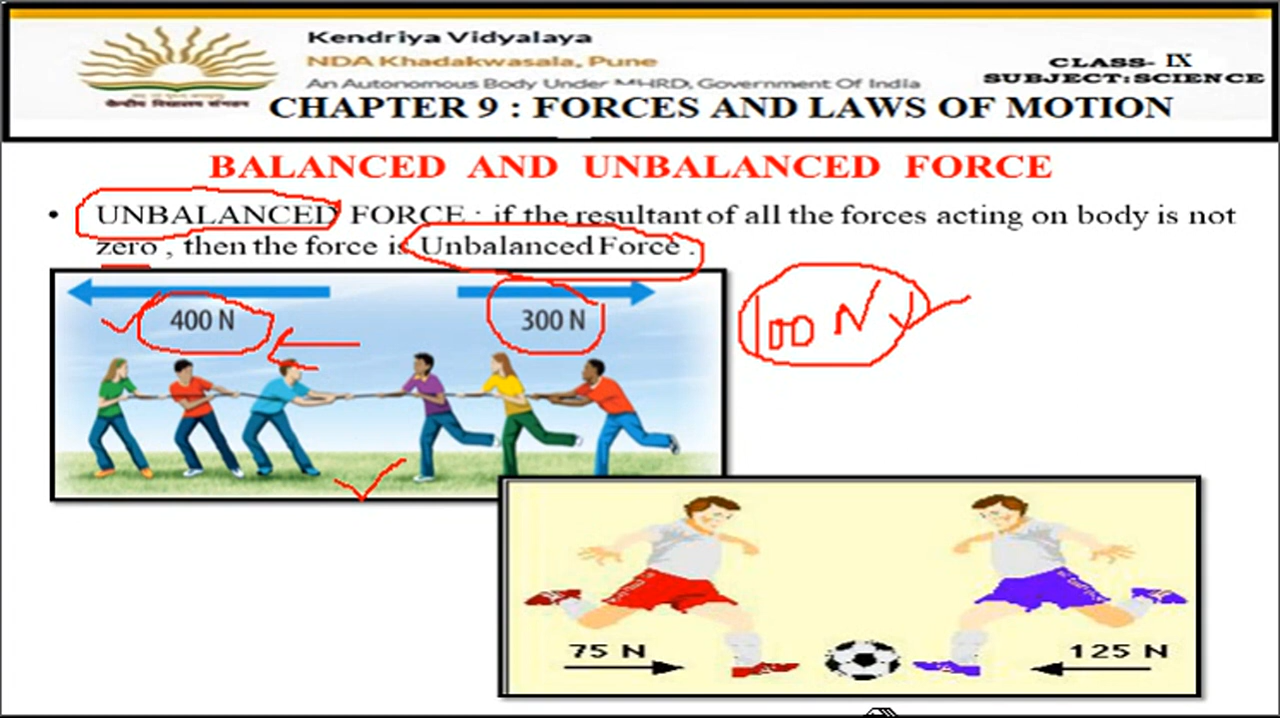 Kendriya Vidyalaya
NDA Khadakwasala, Pune
An Autonomous Body Under MHRD, Government Of India
केन्द्रीय विद्यालय संगठन
CLASS- IX
SUBJECT:SCIENCE
CHAPTER 9 : FORCES AND LAWS OF MOTION
BALANCED AND UNBALANCED FORCE
• UNBALANCED FORCE : if the resultant of all the forces acting on body is not
zero , then the force is Unbalanced Force .
400 N
300 N
100 N
75 N
125 N